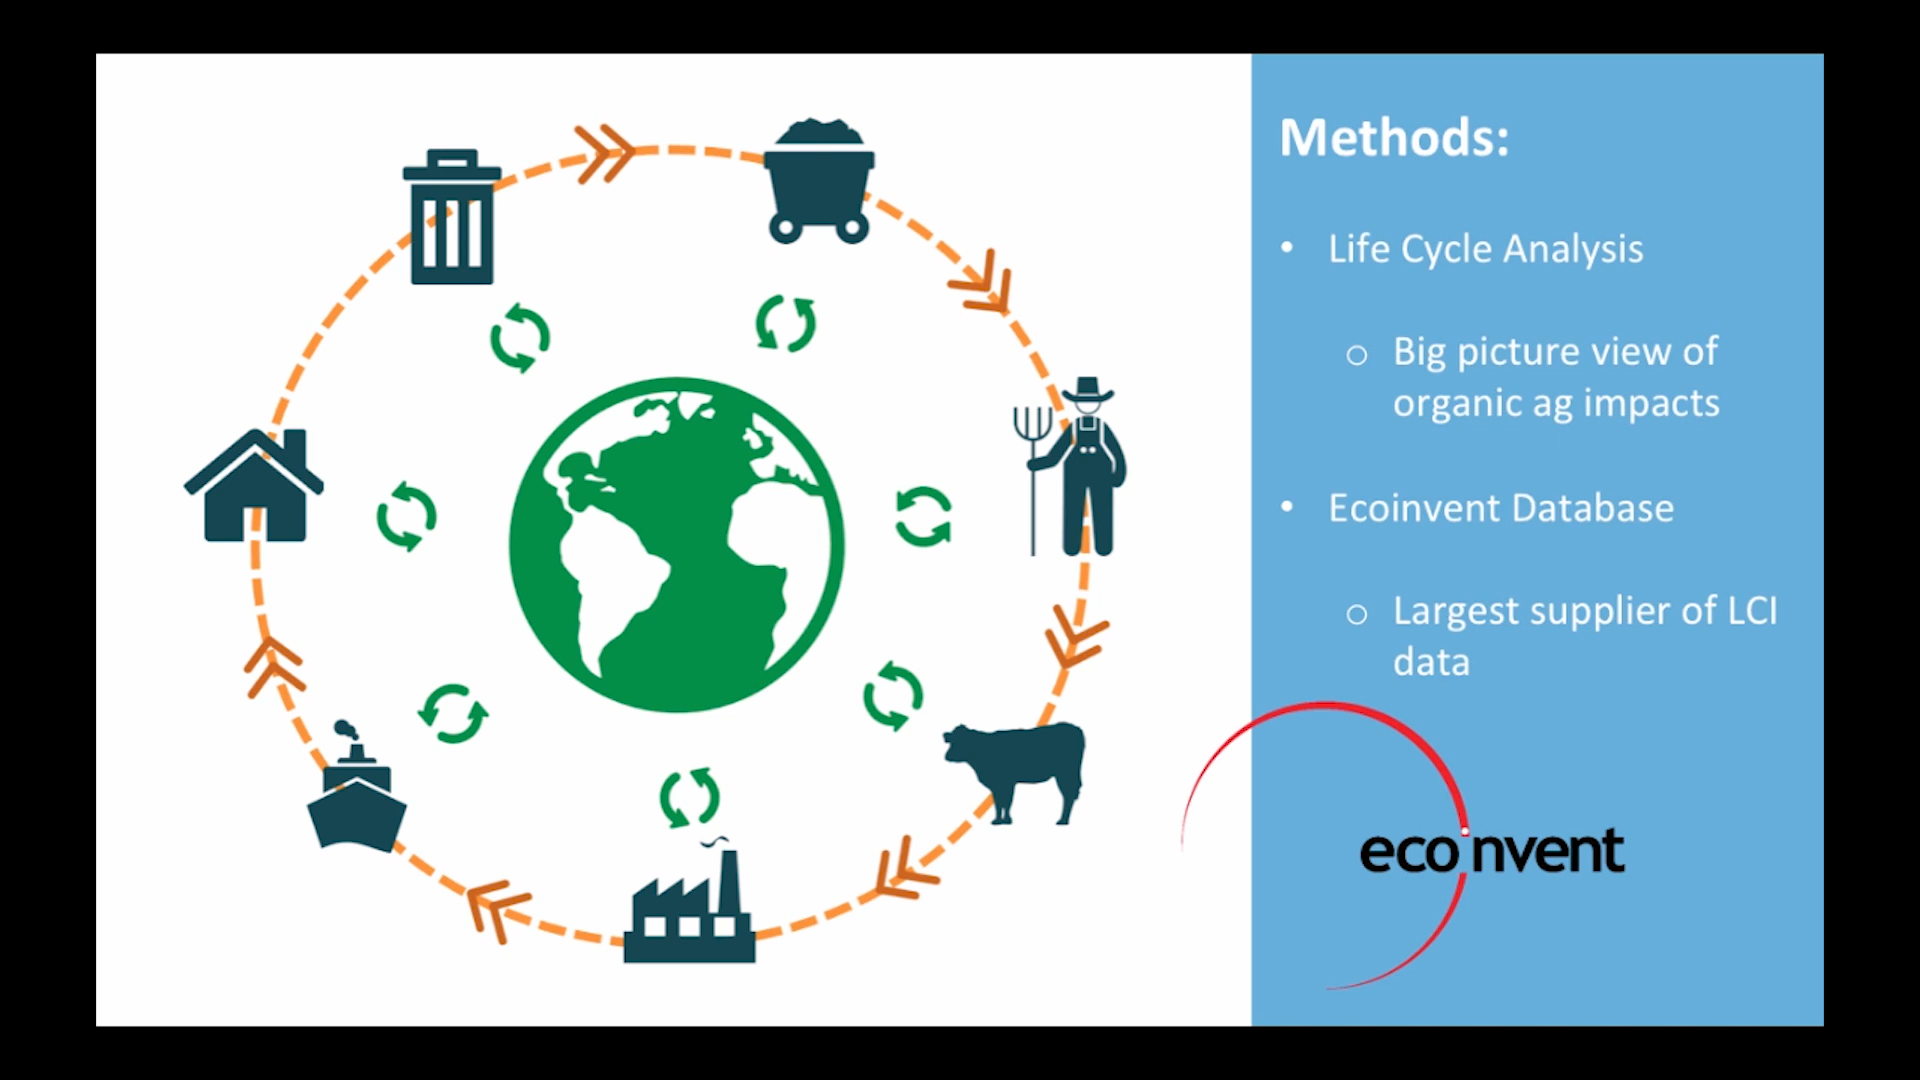 Methods:
• Life Cycle Analysis
o Big picture view of
organic ag impacts
• Ecoinvent Database
o Largest supplier of LCI
data
ecoinvent